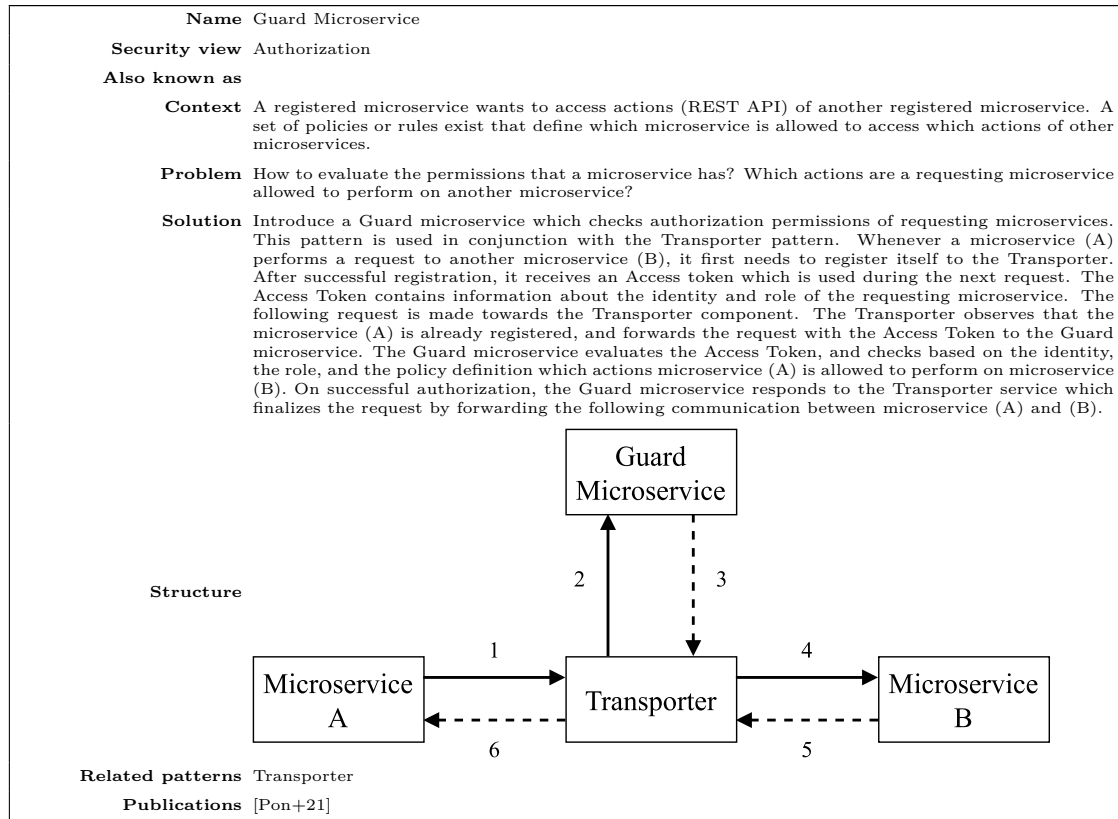 Name Guard Microservice
Security view Authorization
Also known as
Context A registered microservice wants to access actions (REST API) of another registered microservice. A
set of policies or rules exist that define which microservice is allowed to access which actions of other
microservices.
Problem How to evaluate the permissions that a microservice has? Which actions are a requesting microservice
allowed to perform on another microservice?
Solution Introduce a Guard microservice which checks authorization permissions of requesting microservices.
This pattern is used in conjunction with the Transporter pattern. Whenever a microservice (A)
performs a request to another microservice (B), it first needs to register itself to the Transporter.
After successful registration, it receives an Access token which is used during the next request. The
Access Token contains information about the identity and role of the requesting microservice. The
following request is made towards the Transporter component. The Transporter observes that the
microservice (A) is already registered, and forwards the request with the Access Token to the Guard
microservice. The Guard microservice evaluates the Access Token, and checks based on the identity,
the role, and the policy definition which actions microservice (A) is allowed to perform on microservice
(B). On successful authorization, the Guard microservice responds to the Transporter service which
finalizes the request by forwarding the following communication between microservice (A) and (B).
Guard
Microservice
2 3
Structure
1 4
Microservice
A
Transporter
Microservice
B
6 5
Related patterns Transporter
Publications [Pon+21]